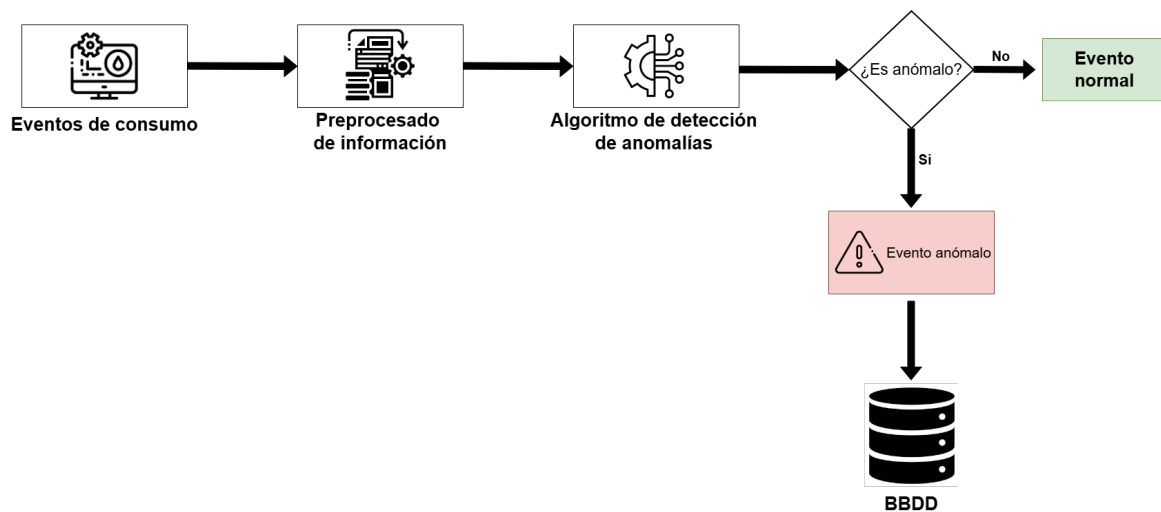 Eventos de consumo
Preprocesado
de información
Algoritmo de detección
de anomalías
¿Es anómalo?
No
Evento
normal
Si
Evento anómalo
BBDD